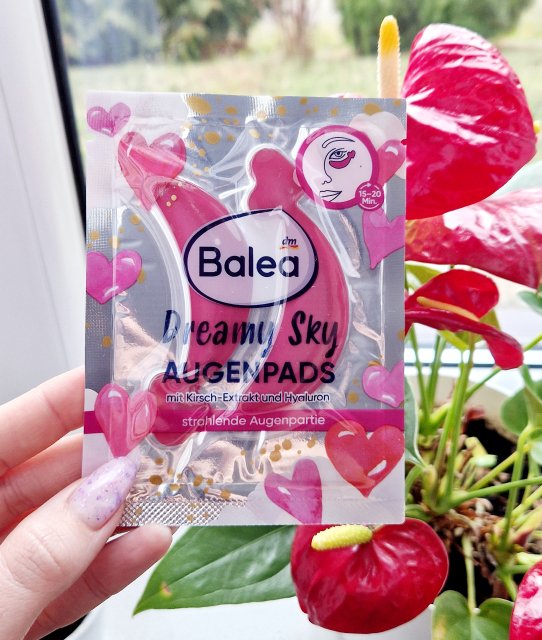 15–20
Min.
dm
Balea
Dreamy Sky
AUGENPADS
mit Kirsch-Extrakt und Hyaluron
strahlende Augenpartie